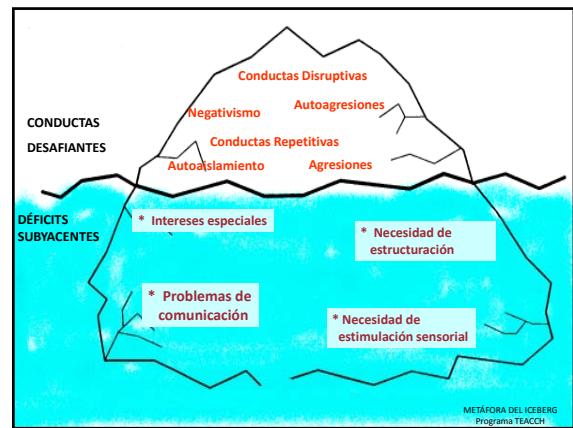 Conductas Disruptivas
Negativismo
Autoagresiones
CONDUCTAS
DESAFIANTES
Conductas Repetitivas
Autoaislamiento
Agresiones
DÉFICITS
SUBYACENTES
* Intereses especiales
* Necesidad de
estructuración
* Problemas de
comunicación
* Necesidad de
estimulación sensorial
METÁFORA DEL ICEBERG
Programa TEACCH